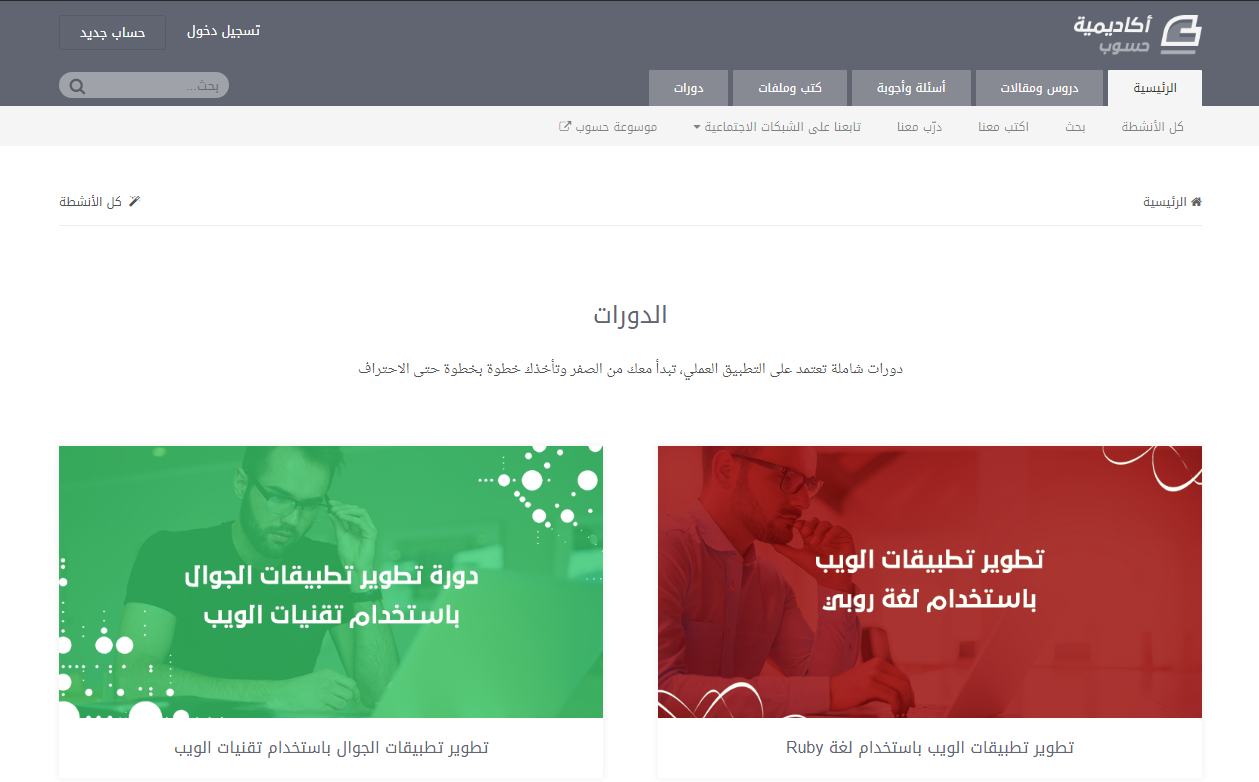 أكاديمية
حسوب
تسجيل دخول
حساب جديد
الرئيسية
دروس ومقالات
أسئلة وأجوبة
كتب وملفات
دورات
بحث...
كل الأنشطة
بحث
اكتب معنا
درّب معنا
تابعنا على الشبكات الاجتماعية
موسوعة حسوب
الرئيسية
كل الأنشطة
الدورات
دورات شاملة تعتمد على التطبيق العملي، تبدأ معك من الصفر وتأخذك خطوة بخطوة حتى الاحتراف
تطوير تطبيقات الويب
باستخدام لغة روبي
تطوير تطبيقات الويب باستخدام لغة Ruby
دورة تطوير تطبيقات الجوال
باستخدام تقنيات الويب
تطوير تطبيقات الجوال باستخدام تقنيات الويب